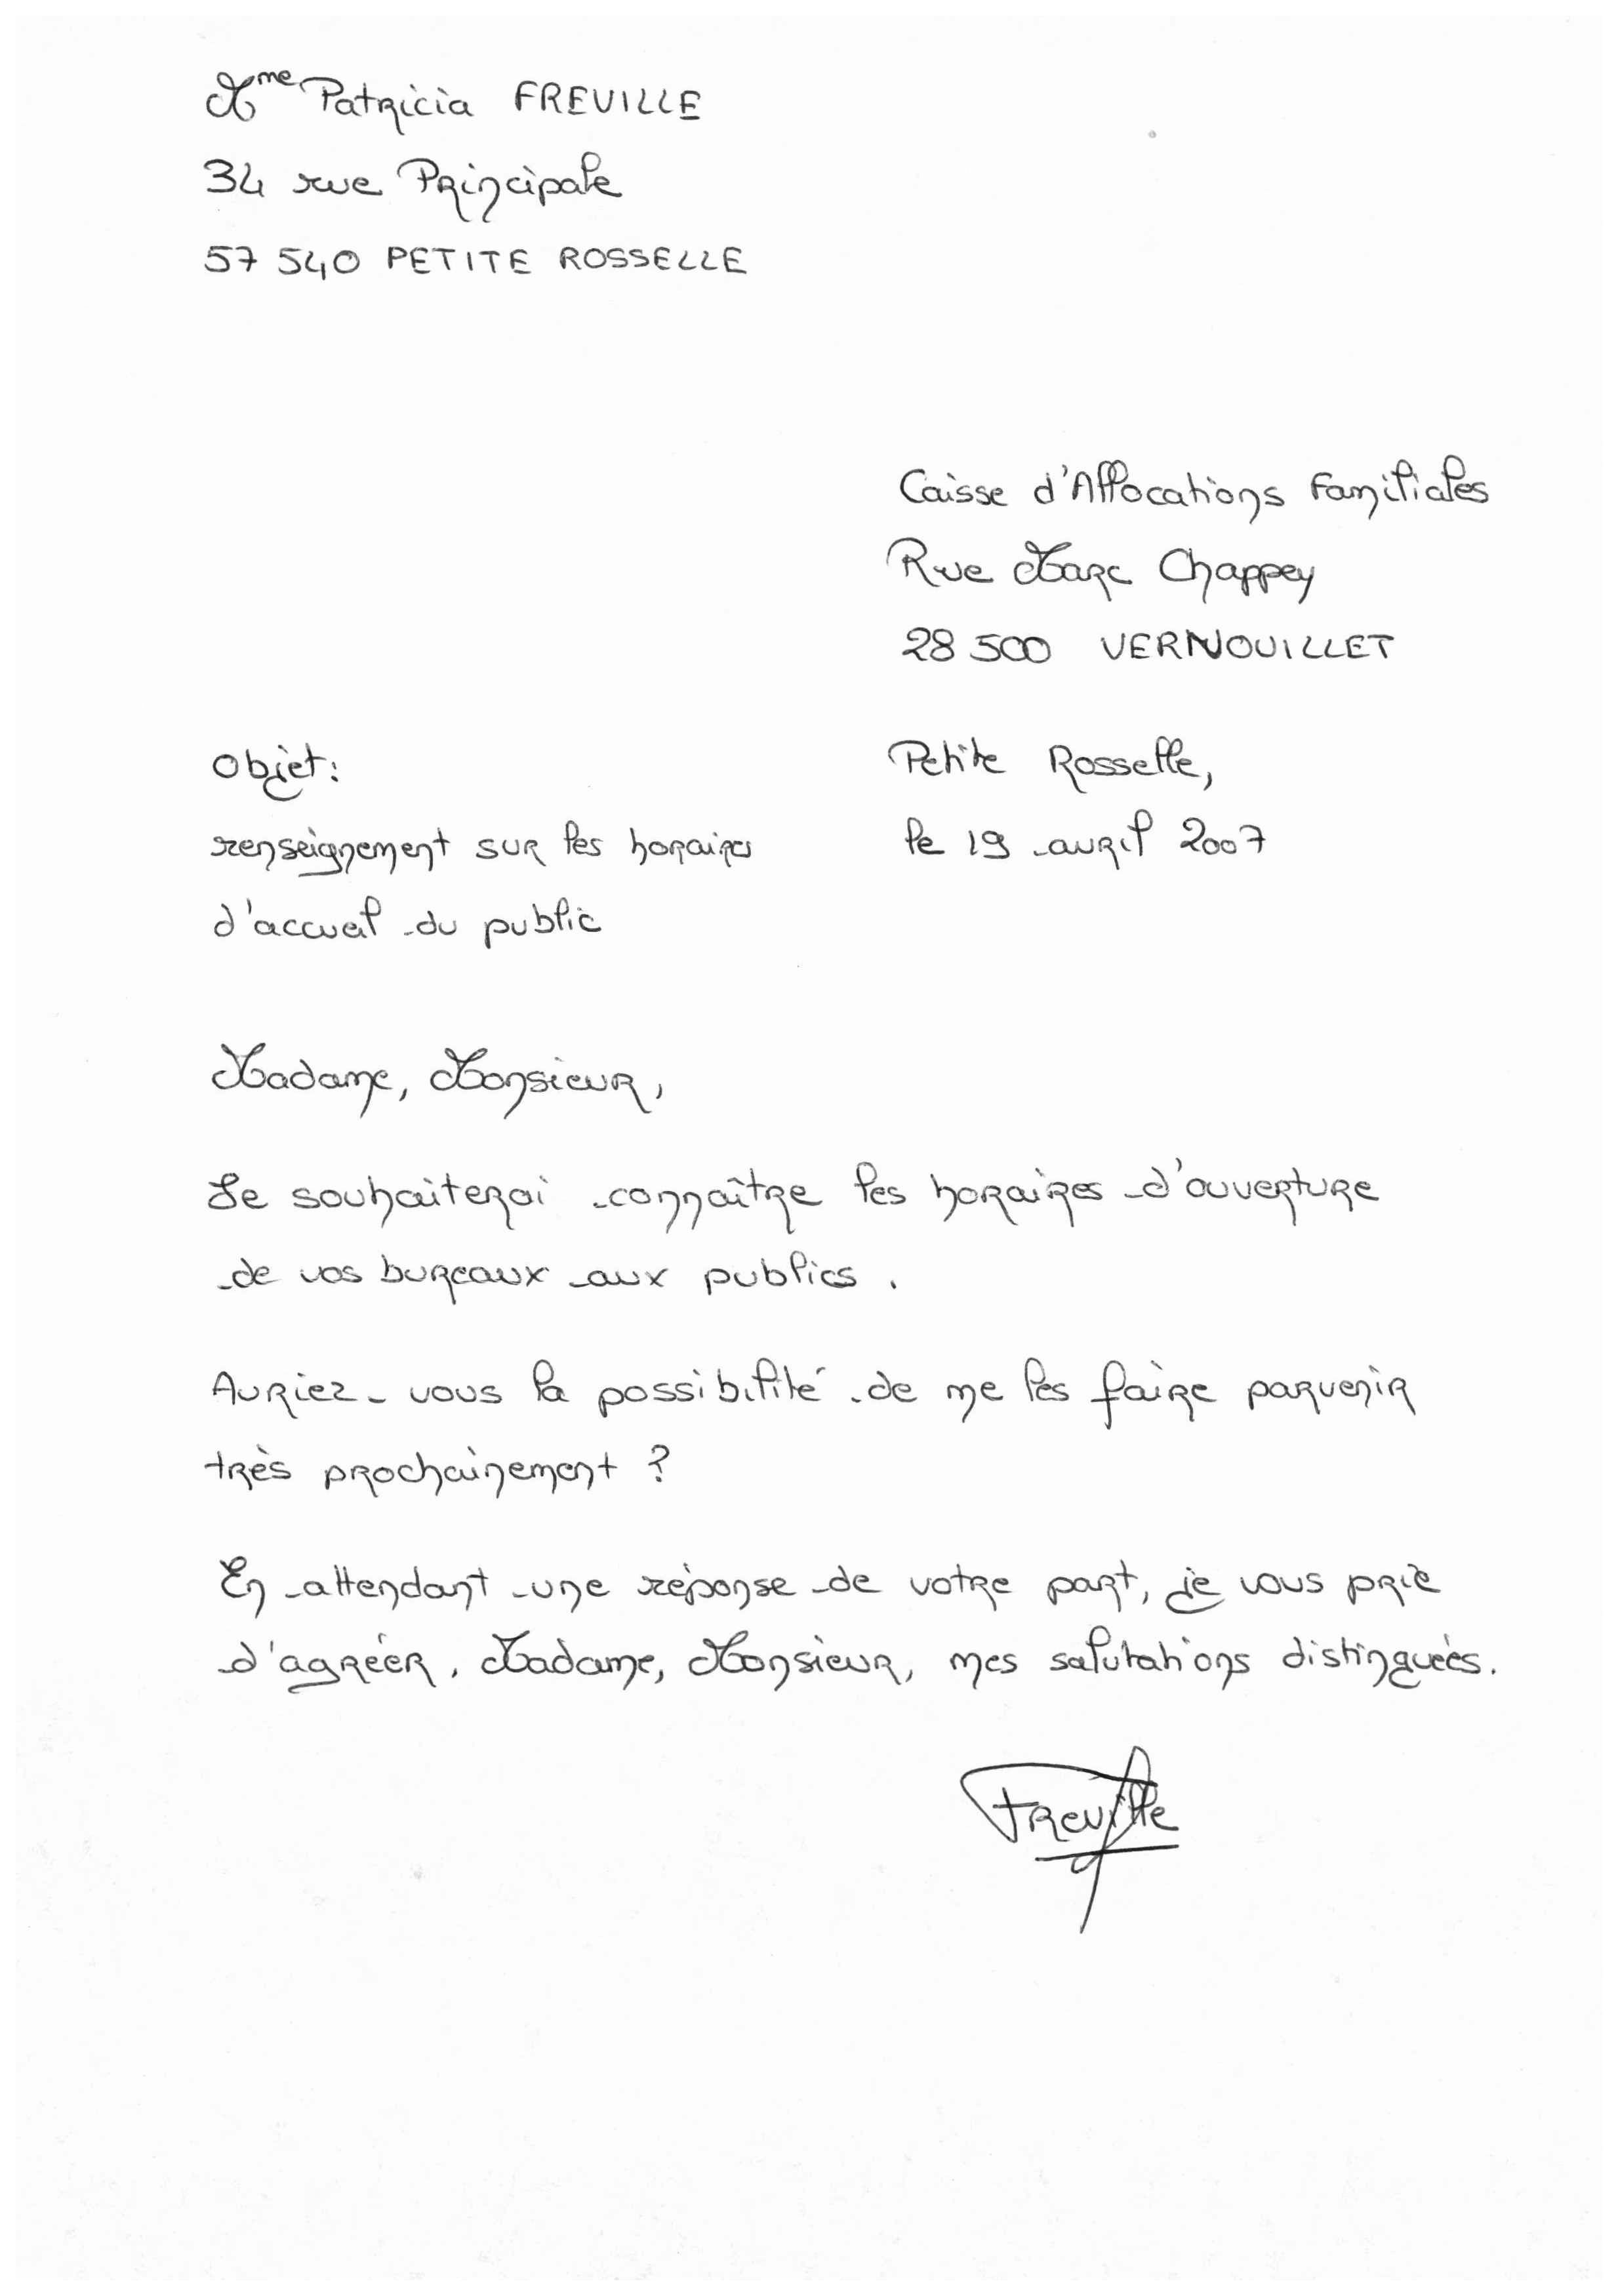 Mme Patricia FREVILLE
34 rue Principale
57 540 PETITE ROSSELLE
Caisse d'Allocations Familiales
Rue Marc Chappey
28 500 VERNOUILLET
Objet:
renseignement sur les horaires
d'accueil du public
Petite Rosselle,
le 19 avril 2007
Madame, Monsieur,
Je souhaiterai connaître les horaires d'ouverture
de vos bureaux aux publics.
Auriez-vous la possibilité de me les faire parvenir
très prochainement ?
En attendant une réponse de votre part, je vous prie
d'agréer, Madame, Monsieur, mes salutations distinguées.
Freville